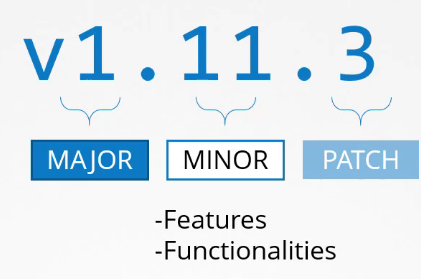 v1.11.3
MAJOR MINOR PATCH
-Features
-Functionalities